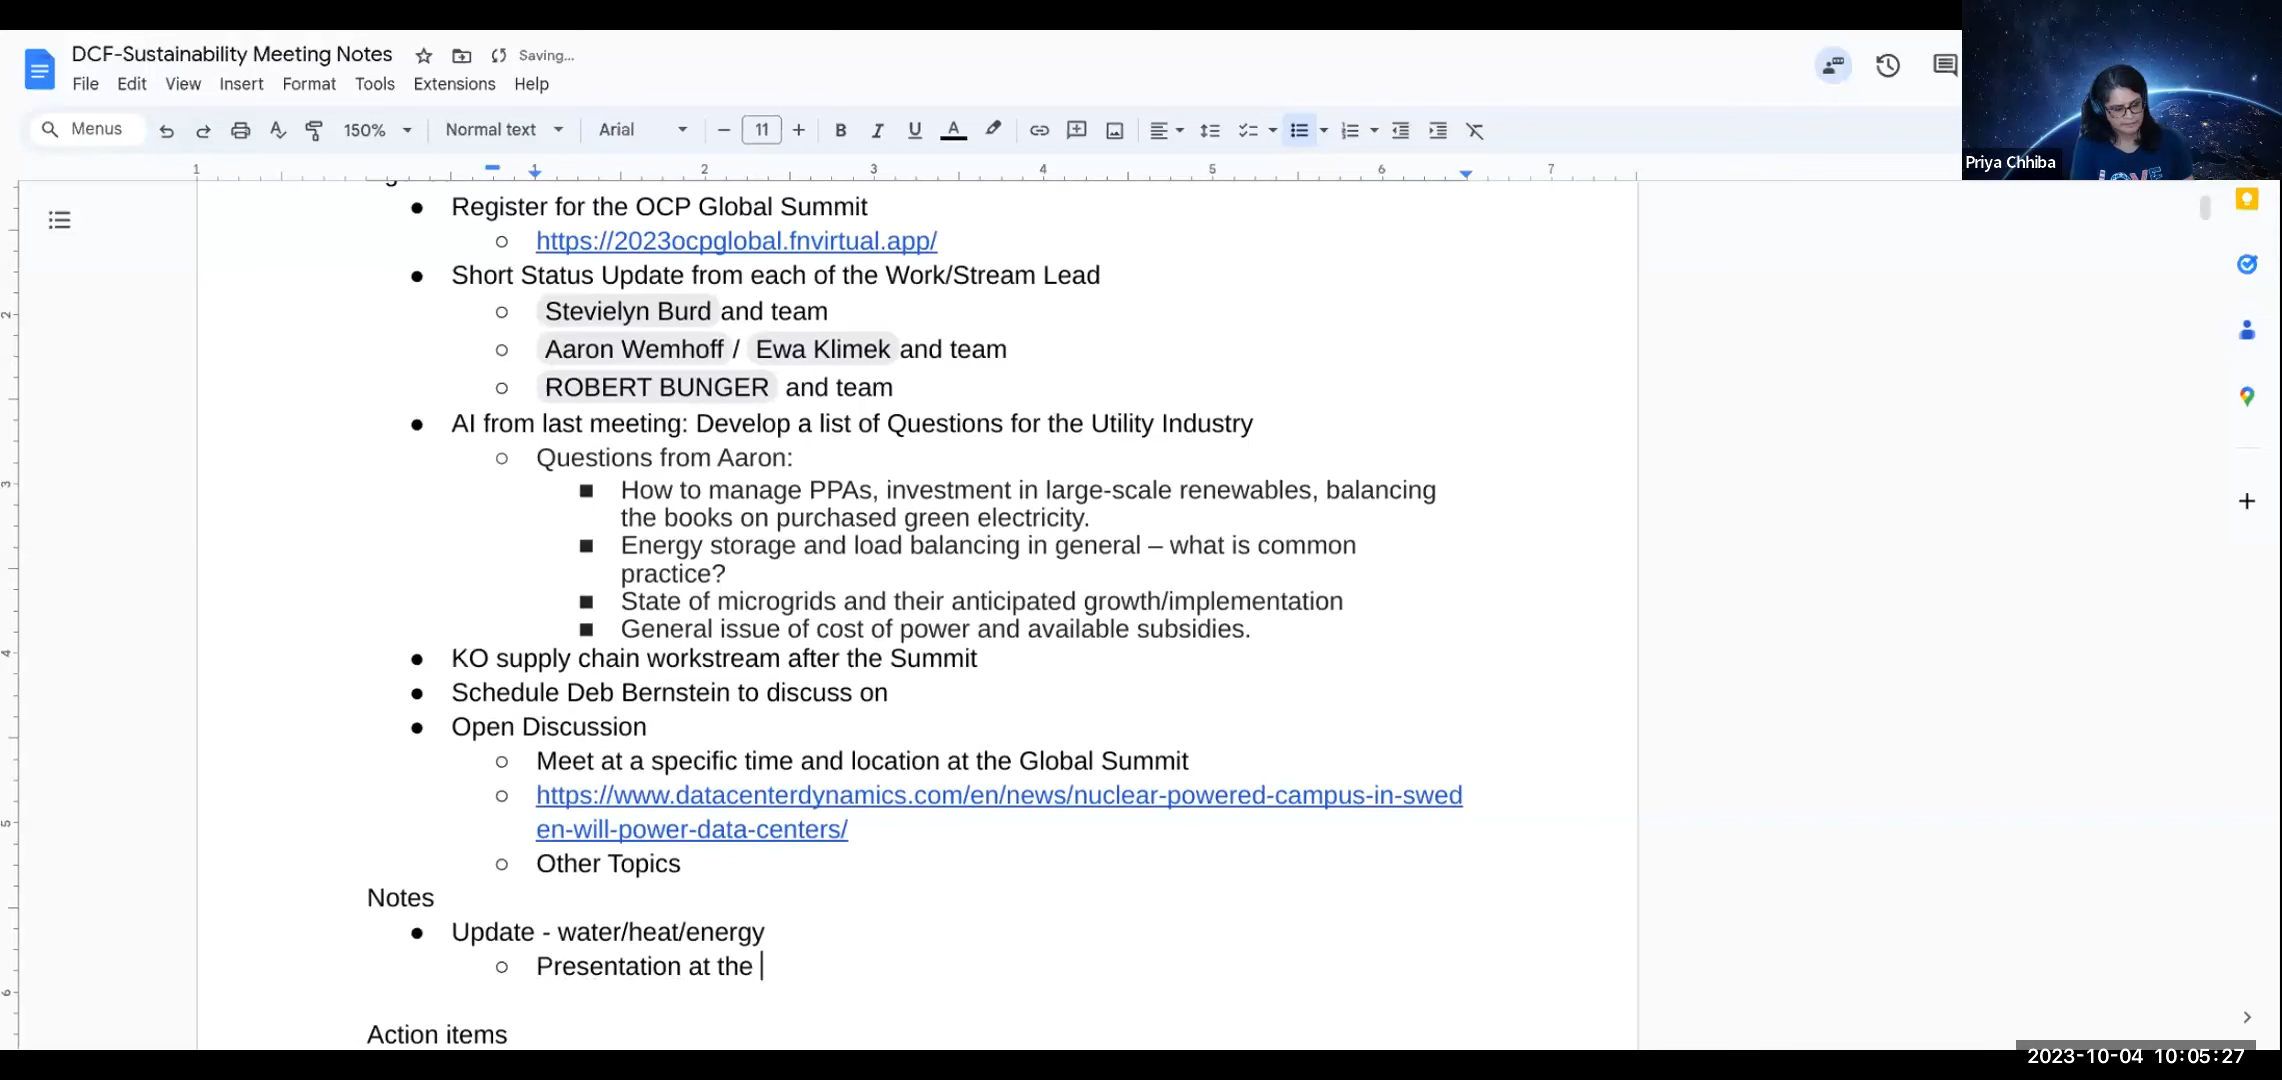 DCF-Sustainability Meeting Notes Saving...
File Edit View Insert Format Tools Extensions Help
Menus 150% Normal text Arial 11 B I U A
1 1 2 3 4 5 6 7
Priya Chhiba
● Register for the OCP Global Summit
○ https://2023ocpglobal.fnvirtual.app/
● Short Status Update from each of the Work/Stream Lead
○ Stevielyn Burd and team
○ Aaron Wemhoff / Ewa Klimek and team
○ ROBERT BUNGER and team
● AI from last meeting: Develop a list of Questions for the Utility Industry
○ Questions from Aaron:
■ How to manage PPAs, investment in large-scale renewables, balancing
the books on purchased green electricity.
■ Energy storage and load balancing in general – what is common
practice?
■ State of microgrids and their anticipated growth/implementation
■ General issue of cost of power and available subsidies.
● KO supply chain workstream after the Summit
● Schedule Deb Bernstein to discuss on
● Open Discussion
○ Meet at a specific time and location at the Global Summit
○ https://www.datacenterdynamics.com/en/news/nuclear-powered-campus-in-swed
en-will-power-data-centers/
○ Other Topics
Notes
● Update - water/heat/energy
○ Presentation at the
Action items
2023-10-04 10:05:27